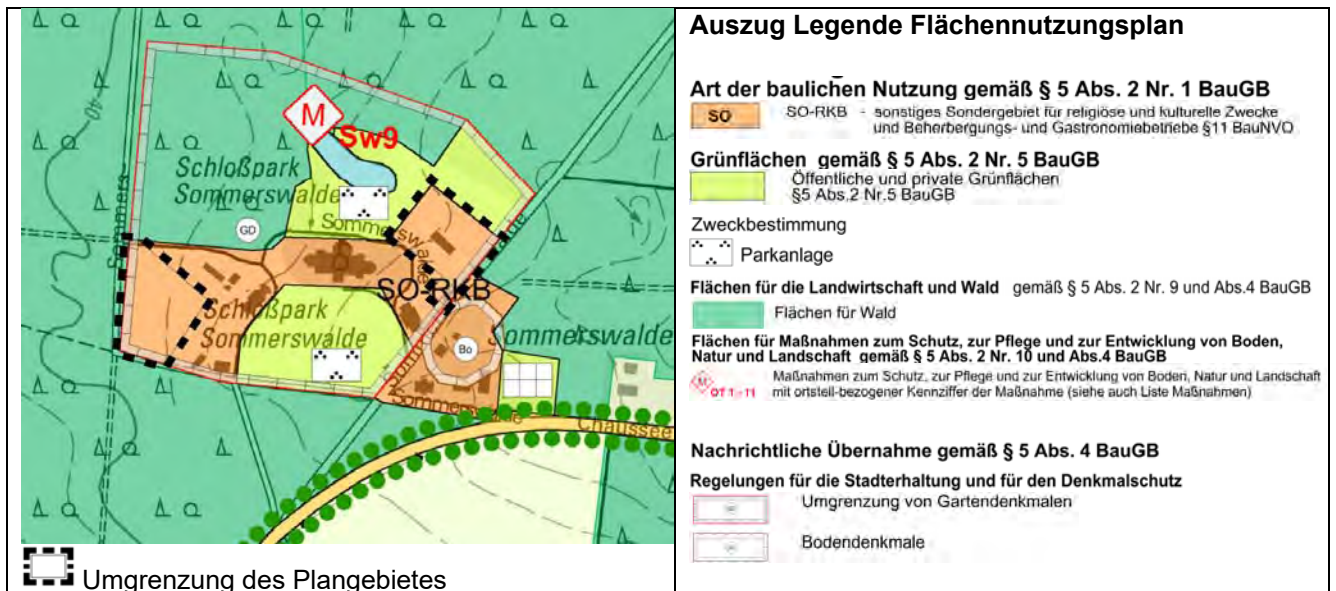 -40-
M
Sw9
Schloßpark
Sommerswalde
Sommerswalde
Sommers
GD
SO-RKB
Schloßpark
Sommerswalde
Bo
Sommerswalde
Sommerswalde
Chaussee
Umgrenzung des Plangebietes
Auszug Legende Flächennutzungsplan
Art der baulichen Nutzung gemäß § 5 Abs. 2 Nr. 1 BauGB
SO
SO-RKB - sonstiges Sondergebiet für religiöse und kulturelle Zwecke
und Beherbergungs- und Gastronomiebetriebe §11 BauNVO
Grünflächen gemäß § 5 Abs. 2 Nr. 5 BauGB
Öffentliche und private Grünflächen
§5 Abs.2 Nr.5 BauGB
Zweckbestimmung
Parkanlage
Flächen für die Landwirtschaft und Wald gemäß § 5 Abs. 2 Nr. 9 und Abs.4 BauGB
Flächen für Wald
Flächen für Maßnahmen zum Schutz, zur Pflege und zur Entwicklung von Boden,
Natur und Landschaft gemäß § 5 Abs. 2 Nr. 10 und Abs.4 BauGB
M
OT 1 - 11
Maßnahmen zum Schutz, zur Pflege und zur Entwicklung von Boden, Natur und Landschaft
mit ortsteil-bezogener Kennziffer der Maßnahme (siehe auch Liste Maßnahmen)
Nachrichtliche Übernahme gemäß § 5 Abs. 4 BauGB
Regelungen für die Stadterhaltung und für den Denkmalschutz
Umgrenzung von Gartendenkmalen
Bodendenkmale